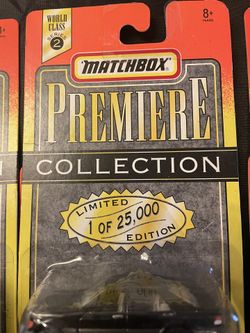 WORLD CLASS
SERIES 2
8+
YEARS
MATCHBOX
PREMIERE
COLLECTION
LIMITED
1 OF 25,000
EDITION